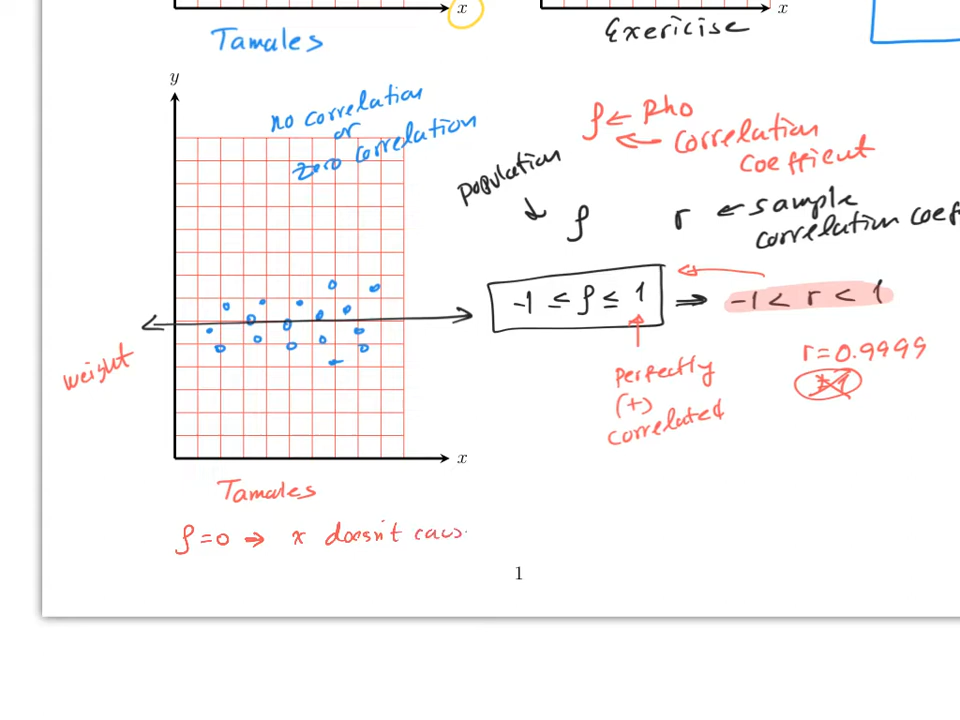 x
x
Tamales
Exericise
y
no correlation
or
zero correlation
ρ ← Rho
← Correlation
Coefficient
population
↓ ρ
r ← sample
correlation coef
-1 ≤ ρ ≤ 1 ⇒ -1 < r < 1
weight
perfectly
(+)
correlated
r = 0.9999
x
Tamales
ρ = 0 → x doesn't caus
1